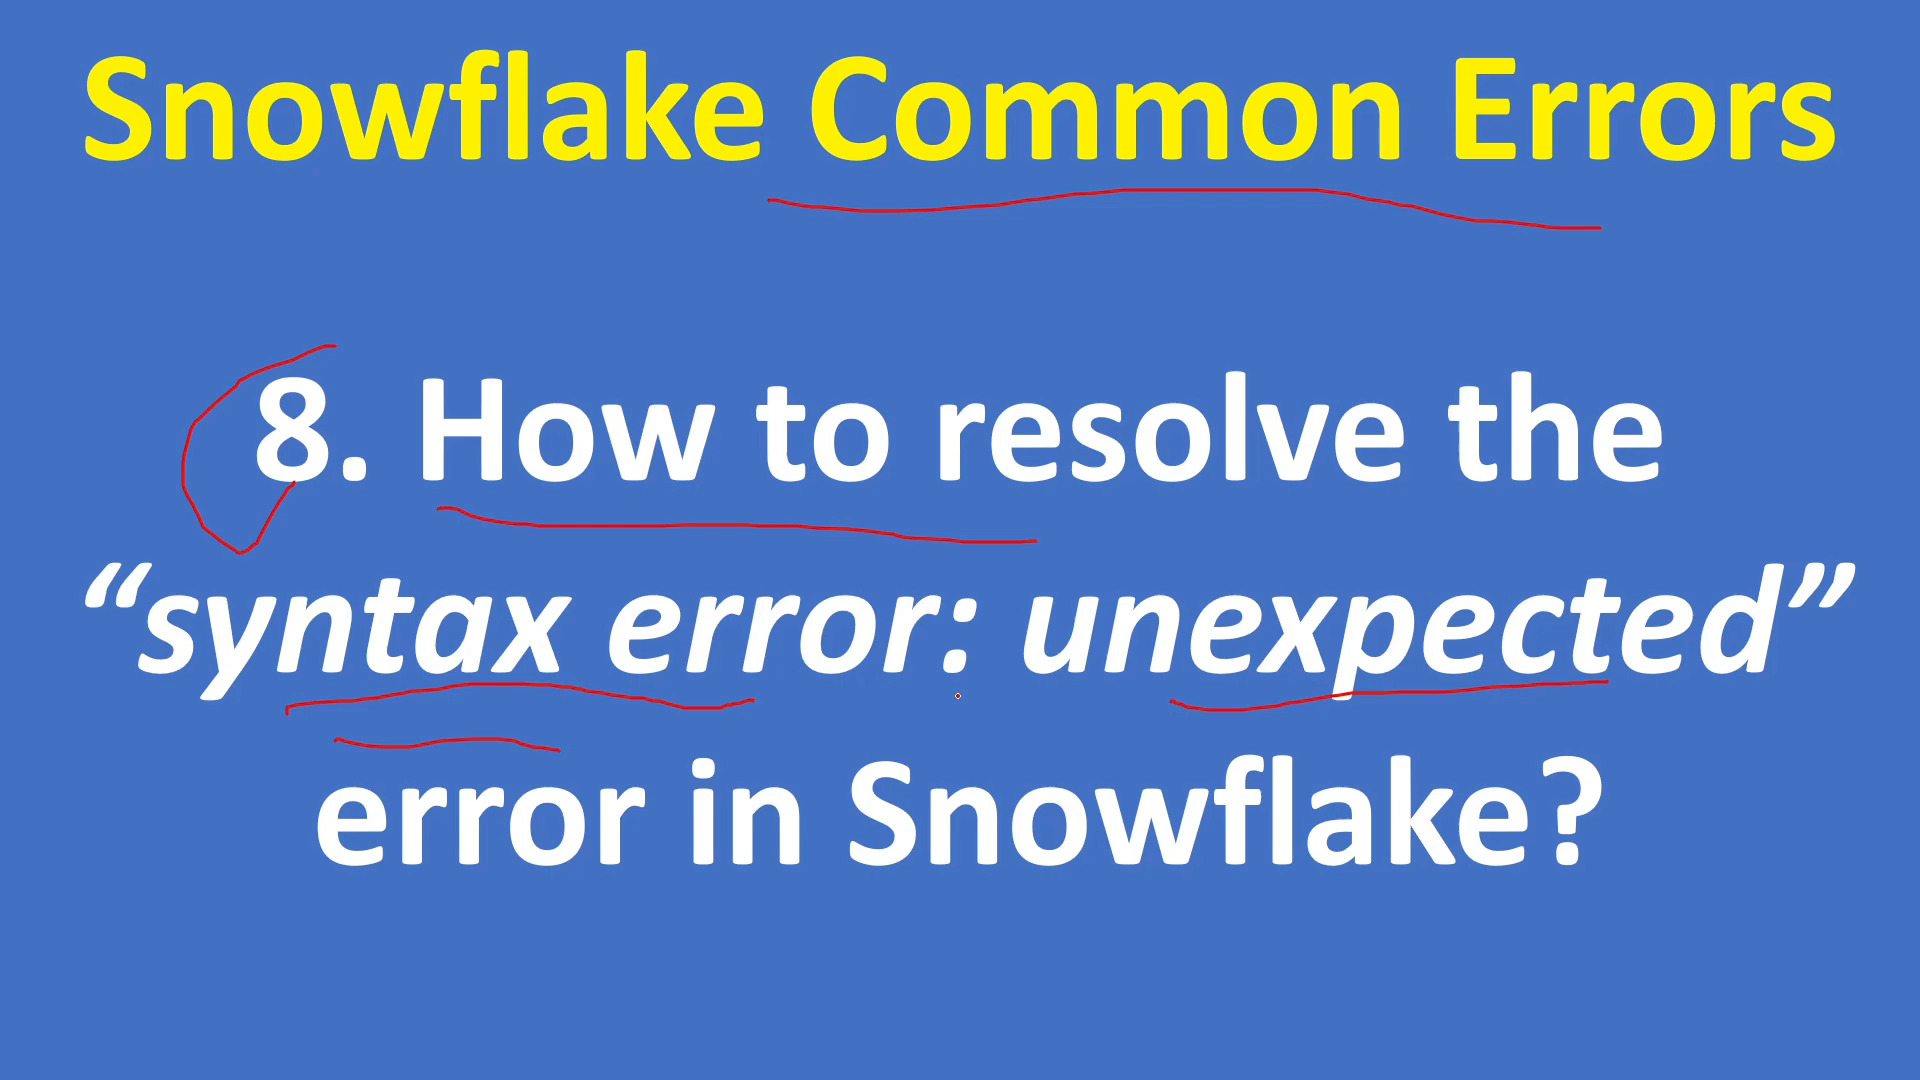 Snowflake Common Errors
8. How to resolve the
“syntax error: unexpected”
error in Snowflake?